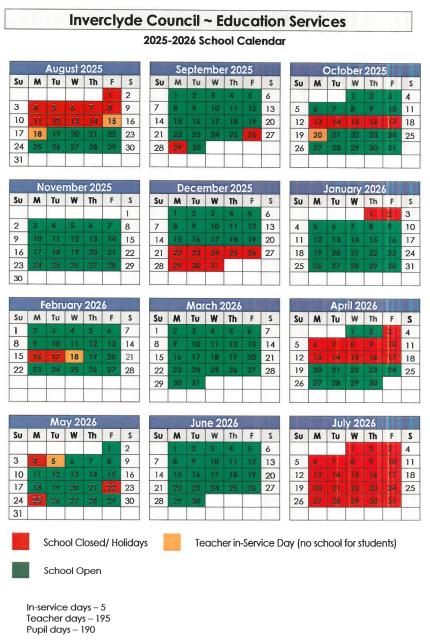 Inverclyde Council ~ Education Services
2025-2026 School Calendar
August 2025
Su M Tu W Th F S
1 2
3 4 5 6 7 8 9
10 11 12 13 14 15 16
17 18 19 20 21 22 23
24 25 26 27 28 29 30
31
September 2025
Su M Tu W Th F S
1 2 3 4 5 6
7 8 9 10 11 12 13
14 15 16 17 18 19 20
21 22 23 24 25 26 27
28 29 30
October 2025
Su M Tu W Th F S
1 2 3 4
5 6 7 8 9 10 11
12 13 14 15 16 17 18
19 20 21 22 23 24 25
26 27 28 29 30 31
November 2025
Su M Tu W Th F S
1
2 3 4 5 6 7 8
9 10 11 12 13 14 15
16 17 18 19 20 21 22
23 24 25 26 27 28 29
30
December 2025
Su M Tu W Th F S
1 2 3 4 5 6
7 8 9 10 11 12 13
14 15 16 17 18 19 20
21 22 23 24 25 26 27
28 29 30 31
January 2026
Su M Tu W Th F S
1 2 3
4 5 6 7 8 9 10
11 12 13 14 15 16 17
18 19 20 21 22 23 24
25 26 27 28 29 30 31
February 2026
Su M Tu W Th F S
1 2 3 4 5 6 7
8 9 10 11 12 13 14
15 16 17 18 19 20 21
22 23 24 25 26 27 28
March 2026
Su M Tu W Th F S
1 2 3 4 5 6 7
8 9 10 11 12 13 14
15 16 17 18 19 20 21
22 23 24 25 26 27 28
29 30 31
April 2026
Su M Tu W Th F S
1 2 3 4
5 6 7 8 9 10 11
12 13 14 15 16 17 18
19 20 21 22 23 24 25
26 27 28 29 30
May 2026
Su M Tu W Th F S
1 2
3 4 5 6 7 8 9
10 11 12 13 14 15 16
17 18 19 20 21 22 23
24 25 26 27 28 29 30
31
June 2026
Su M Tu W Th F S
1 2 3 4 5 6
7 8 9 10 11 12 13
14 15 16 17 18 19 20
21 22 23 24 25 26 27
28 29 30
July 2026
Su M Tu W Th F S
1 2 3 4
5 6 7 8 9 10 11
12 13 14 15 16 17 18
19 20 21 22 23 24 25
26 27 28 29 30 31
School Closed/ Holidays
Teacher in-Service Day (no school for students)
School Open
In-service days – 5
Teacher days – 195
Pupil days – 190